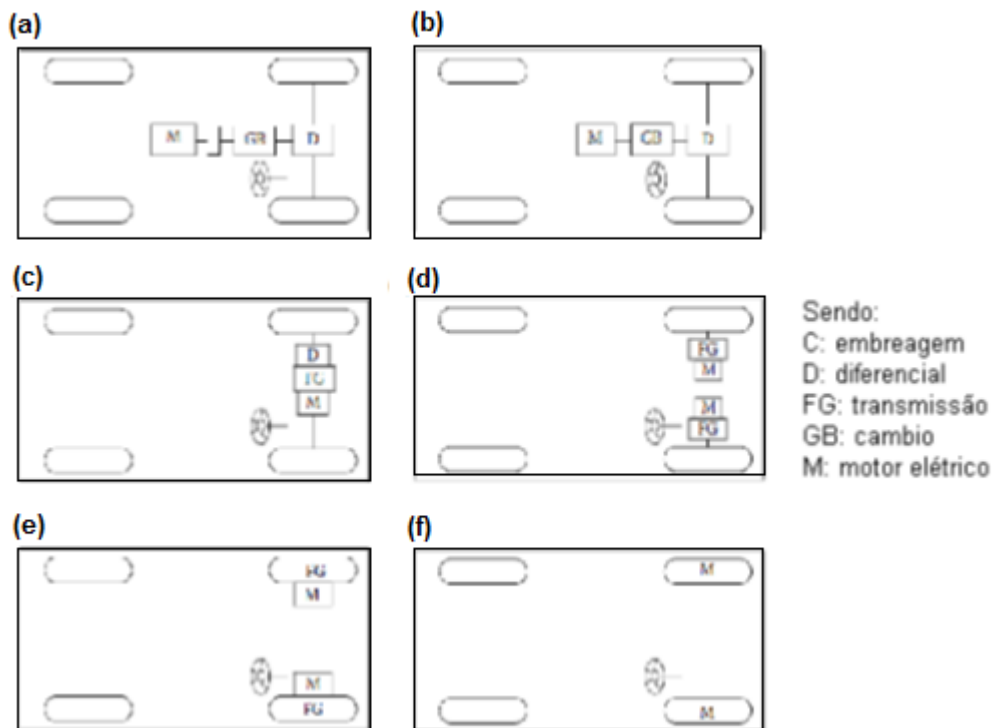 (a)
M GB D
(b)
M GB D
(c)
D
FG
M
(d)
FG
M
M
FG
Sendo:
C: embreagem
D: diferencial
FG: transmissão
GB: cambio
M: motor elétrico
(e)
FG
M
M
FG
(f)
M
M